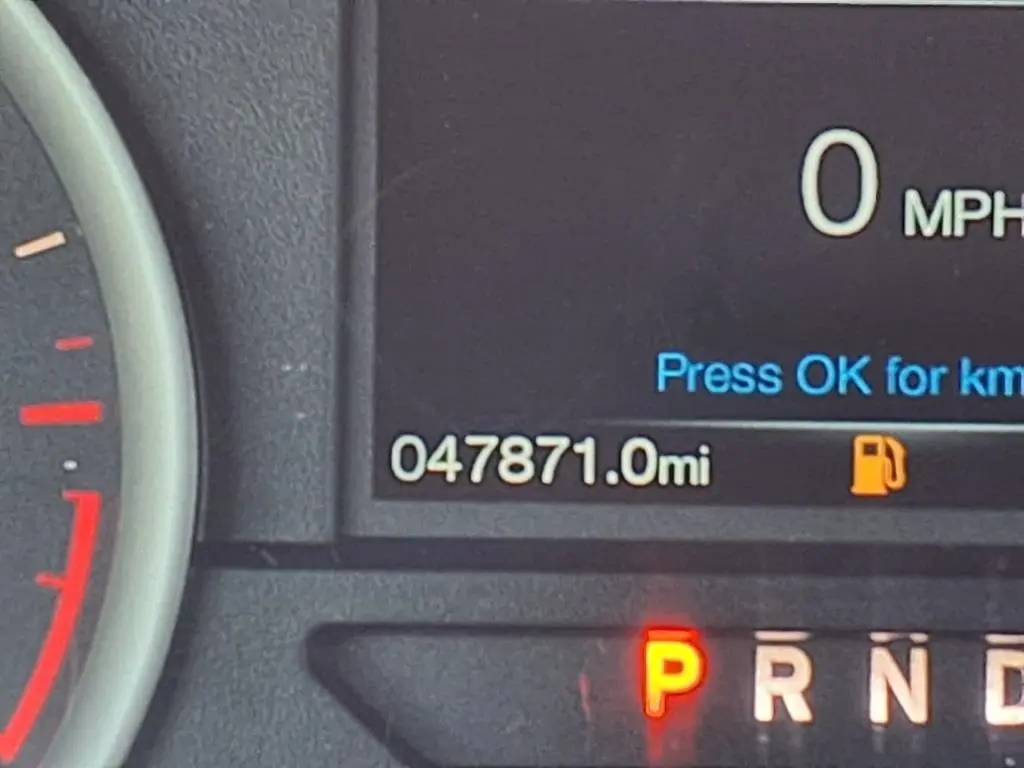 0 MPH
Press OK for km
047871.0mi
P R N D